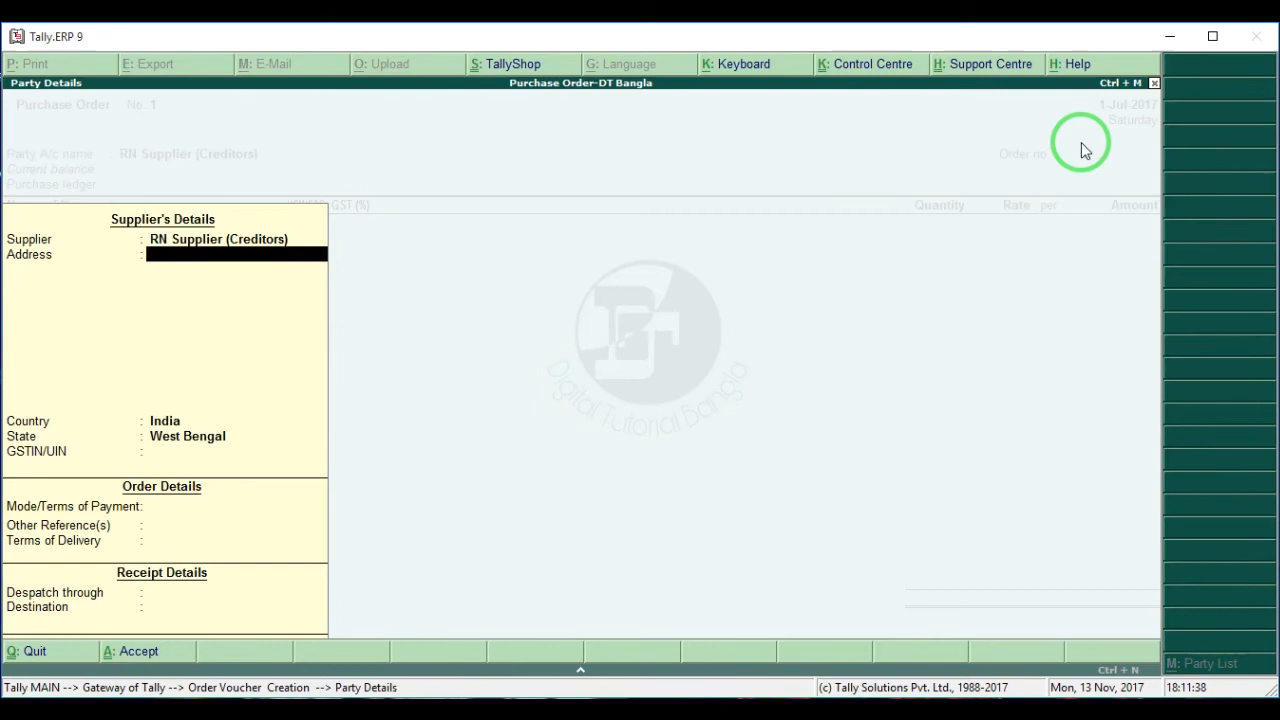 Tally.ERP 9
P: Print E: Export M: E-Mail O: Upload S: TallyShop G: Language K: Keyboard K: Control Centre H: Support Centre H: Help
Party Details Purchase Order-DT Bangla Ctrl + M
Purchase Order No 1 1-Jul-2017
Saturday
Party A/c name : RN Supplier (Creditors) Order no
Current balance :
Purchase ledger
GST (%) Quantity Rate per Amount
Supplier's Details
Supplier : RN Supplier (Creditors)
Address :
Country : India
State : West Bengal
GSTIN/UIN :
Order Details
Mode/Terms of Payment:
Other Reference(s) :
Terms of Delivery :
Receipt Details
Despatch through :
Destination :
Digital Tutorial Bangla
Q: Quit A: Accept
M: Party List
Ctrl + N
Tally MAIN --> Gateway of Tally --> Order Voucher Creation --> Party Details (c) Tally Solutions Pvt. Ltd., 1988-2017 Mon, 13 Nov, 2017 18:11:38